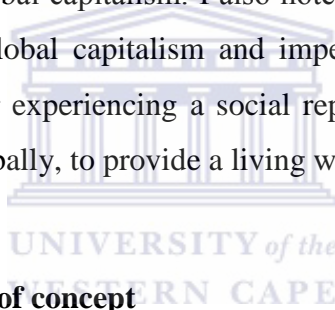 bal capitalism. I also note
lobal capitalism and impe
experiencing a social rep
bally, to provide a living w
UNIVERSITY of the
WESTERN CAPE
of concept